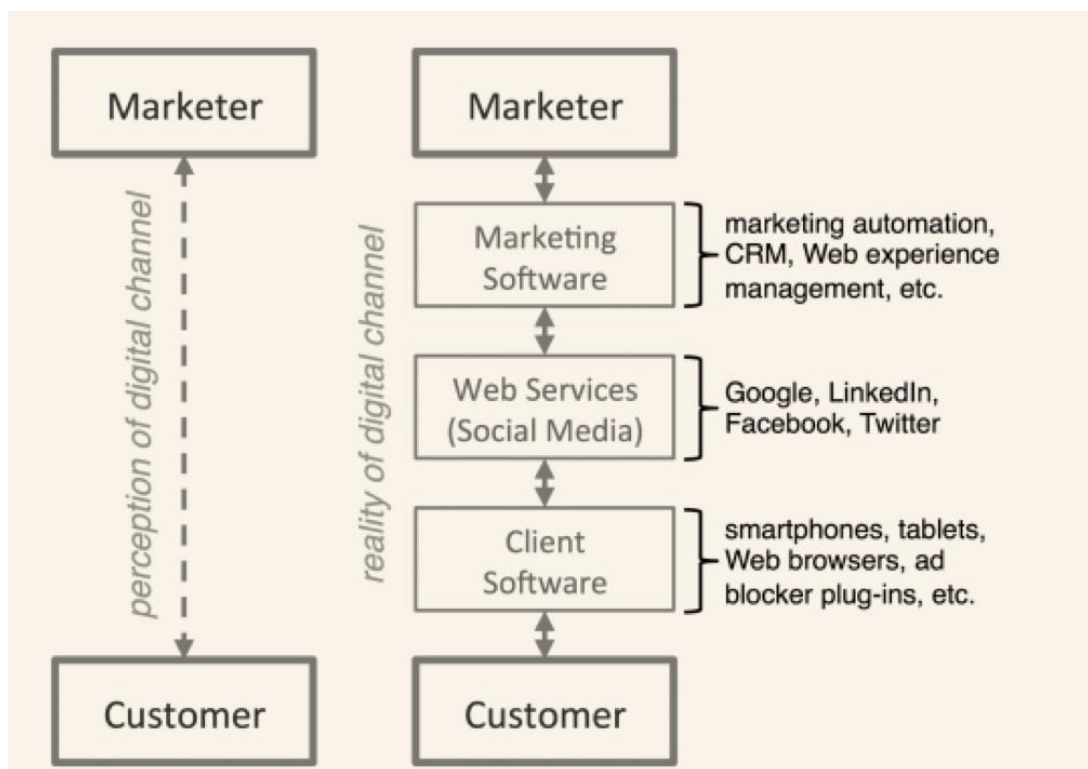 Marketer
perception of digital channel
Customer
Marketer
reality of digital channel
Marketing
Software
marketing automation,
CRM, Web experience
management, etc.
Web Services
(Social Media)
Google, LinkedIn,
Facebook, Twitter
Client
Software
smartphones, tablets,
Web browsers, ad
blocker plug-ins, etc.
Customer